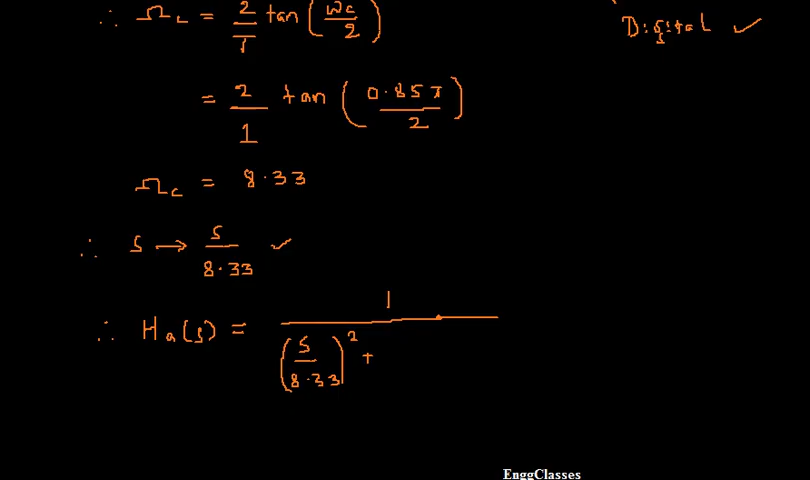 ∴ Ωc = 2/T tan (Wc/2)
Digital ✓
= 2/1 tan (0.85π/2)
Ωc = 8.33
∴ s → s/8.33 ✓
∴ Ha(s) = 1/(s/8.33)² +
EnggClasses